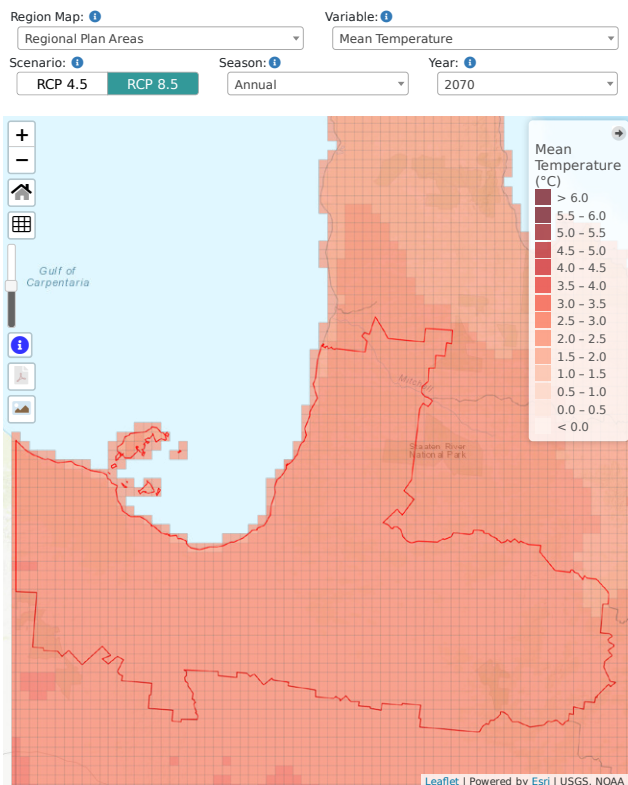 Region Map:
Variable:
Regional Plan Areas
Mean Temperature
Scenario:
Season:
Year:
RCP 4.5
RCP 8.5
Annual
2070
+
−
Gulf of
Carpentaria
i
Mean
Temperature
(°C)
> 6.0
5.5 – 6.0
5.0 – 5.5
4.5 – 5.0
4.0 – 4.5
3.5 – 4.0
3.0 – 3.5
2.5 – 3.0
2.0 – 2.5
1.5 – 2.0
1.0 – 1.5
0.5 – 1.0
0.0 – 0.5
< 0.0
Mitchell
Staaten River
National Park
Leaflet | Powered by Esri | USGS, NOAA